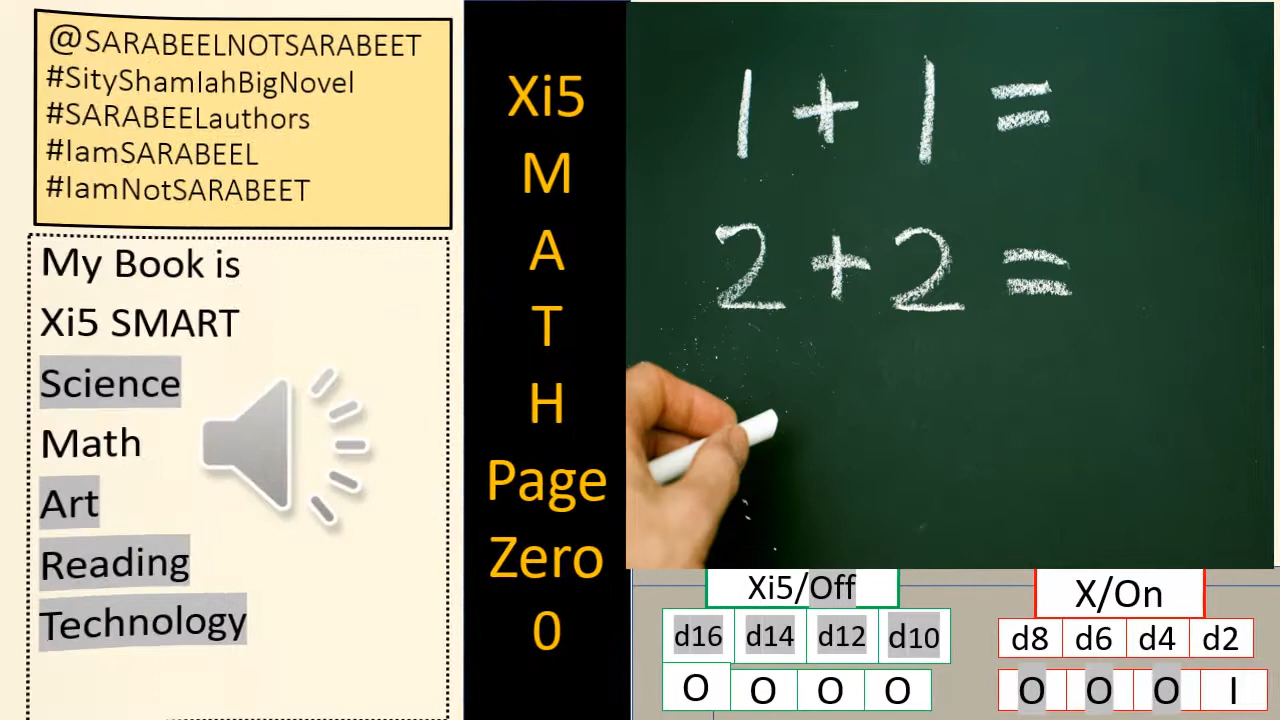 @SARABEELNOTSARABEET
#SityShamIahBigNovel
#SARABEELauthors
#IamSARABEEL
#IamNotSARABEET
My Book is
Xi5 SMART
Science
Math
Art
Reading
Technology
Xi5
M
A
T
H
Page
Zero
0
1 + 1 =
2 + 2 =
Xi5/Off
d16 d14 d12 d10
O O O O
X/On
d8 d6 d4 d2
O O O I